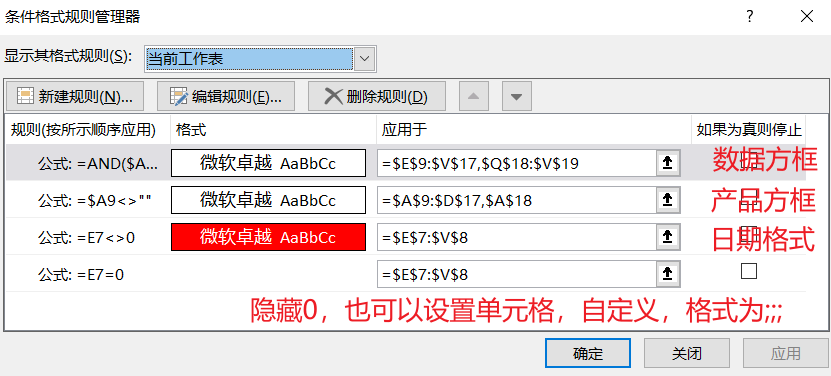 条件格式规则管理器
显示其格式规则(S): 当前工作表
新建规则(N)... 编辑规则(E)... 删除规则(D)
规则(按所示顺序应用) 格式 应用于 如果为真则停止
公式: =AND($A... 微软卓越 AaBbCc =$E$9:$V$17,$Q$18:$V$19 数据方框
公式: =$A9<>"" 微软卓越 AaBbCc =$A$9:$D$17,$A$18 产品方框
公式: =E7<>0 微软卓越 AaBbCc =$E$7:$V$8 日期格式
公式: =E7=0 =$E$7:$V$8
隐藏0，也可以设置单元格，自定义，格式为;;;
确定 关闭 应用